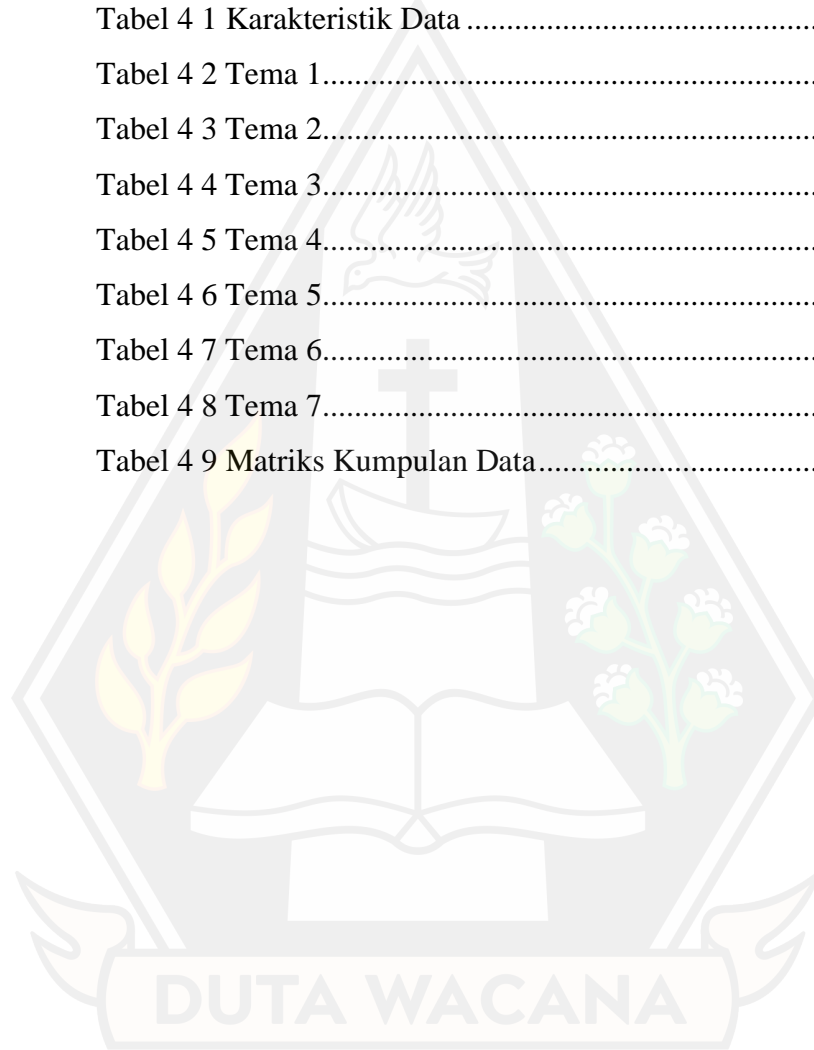 Tabel 4 1 Karakteristik Data ..........................................
Tabel 4 2 Tema 1............................................................
Tabel 4 3 Tema 2............................................................
Tabel 4 4 Tema 3............................................................
Tabel 4 5 Tema 4............................................................
Tabel 4 6 Tema 5............................................................
Tabel 4 7 Tema 6............................................................
Tabel 4 8 Tema 7............................................................
Tabel 4 9 Matriks Kumpulan Data..................................
DUTA WACANA